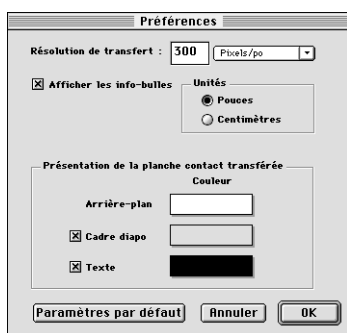 Préférences
Résolution de transfert : 300 Pixels/po
Afficher les info-bulles
Unités
Pouces
Centimètres
Présentation de la planche contact transférée
Couleur
Arrière-plan
Cadre diapo
Texte
Paramètres par défaut Annuler OK